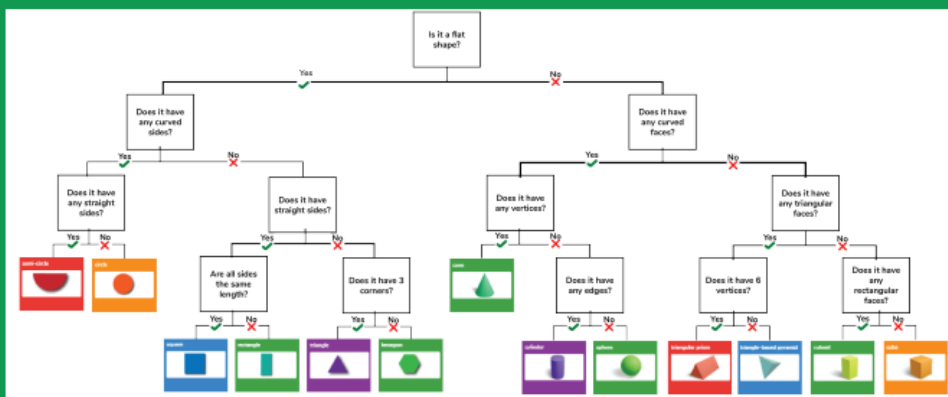 Is it a flat
shape?
Yes
No
Does it have
any curved
sides?
Does it have
any curved
faces?
Yes
No
Yes
No
Does it have
any straight
sides?
Does it have
straight sides?
Does it have
any vertices?
Does it have
any triangular
faces?
Yes
No
Yes
No
Yes
No
Yes
No
semi-circle
circle
Are all sides
the same
length?
Does it have 3
corners?
cone
Does it have
any edges?
Does it have 6
vertices?
Does it have
any
rectangular
faces?
Yes
No
Yes
No
Yes
No
Yes
No
Yes
No
square
rectangle
triangle
hexagon
cylinder
sphere
triangular prism
triangle-based pyramid
cuboid
cube